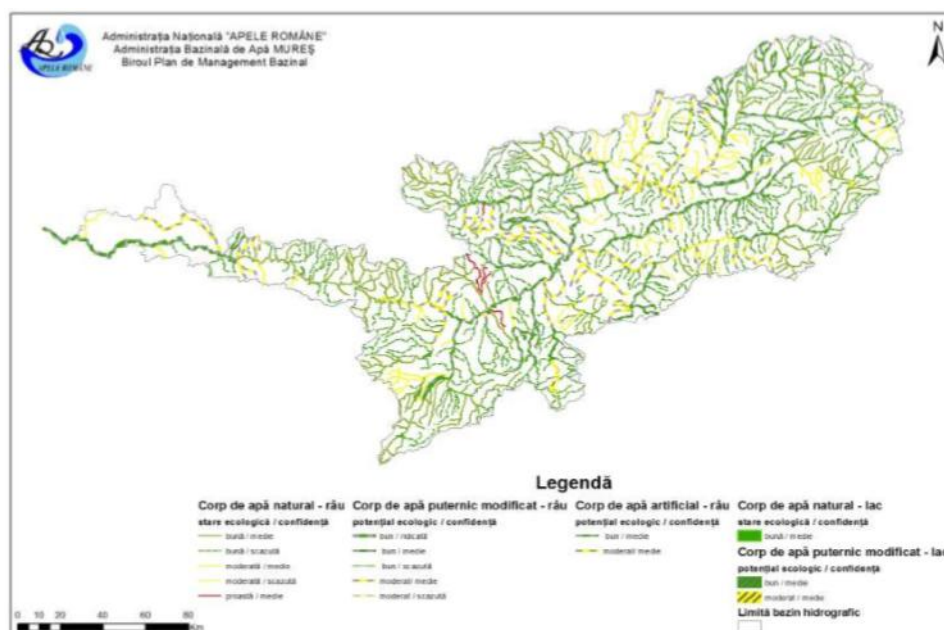 Administrația Națională "APELE ROMÂNE"
Administrația Bazinală de Apă MUREȘ
Biroul Plan de Management Bazinal
APELE ROMÂNE
N
Legendă
Corp de apă natural - râu
stare ecologică / confidență
bună / medie
bună / scazută
moderată / medie
moderată / scazută
proastă / medie
Corp de apă puternic modificat - râu
potențial ecologic / confidență
bun / ridicată
bun / medie
bun / scazută
moderat/ medie
moderat / scazută
Corp de apă artificial - râu
potențial ecologic / confidență
bun / medie
moderat/ medie
Corp de apă natural - lac
stare ecologică / confidență
bună / medie
Corp de apă puternic modificat - lac
potențial ecologic / confidență
bun / medie
moderat / medie
Limită bazin hidrografic
0 10 20 40 60 80
Km